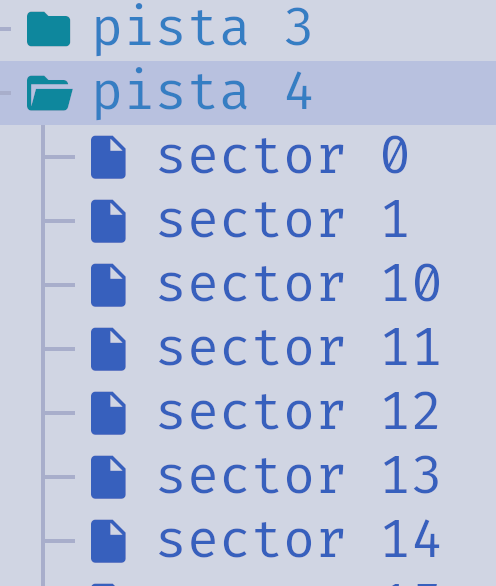 pista 3
pista 4
sector 0
sector 1
sector 10
sector 11
sector 12
sector 13
sector 14